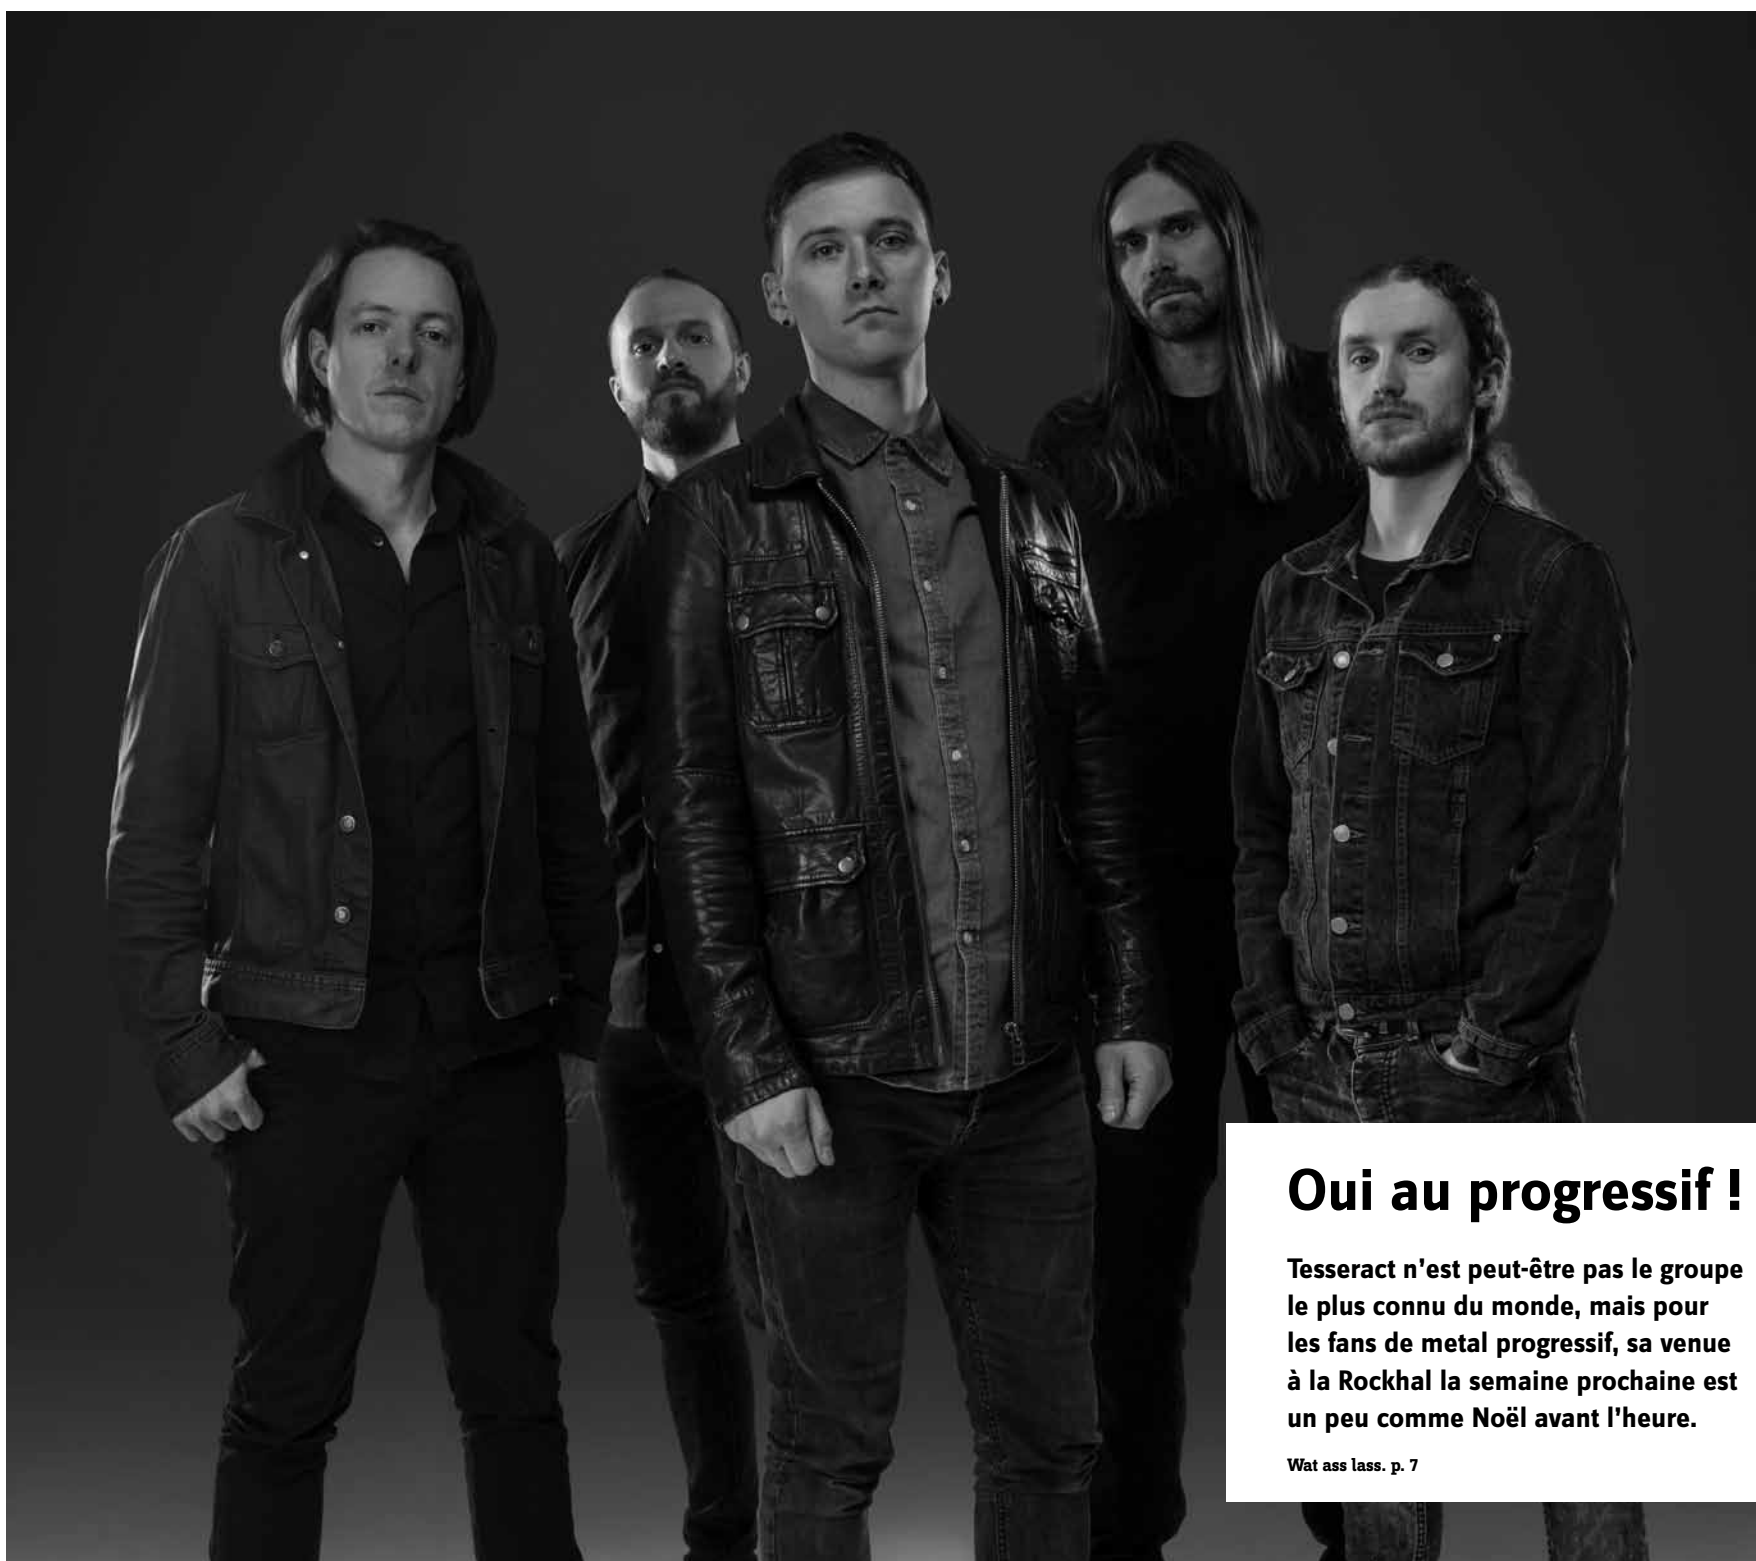 Oui au progressif !
Tesseract n’est peut-être pas le groupe
le plus connu du monde, mais pour
les fans de metal progressif, sa venue
à la Rockhal la semaine prochaine est
un peu comme Noël avant l’heure.
Wat ass lass. p. 7